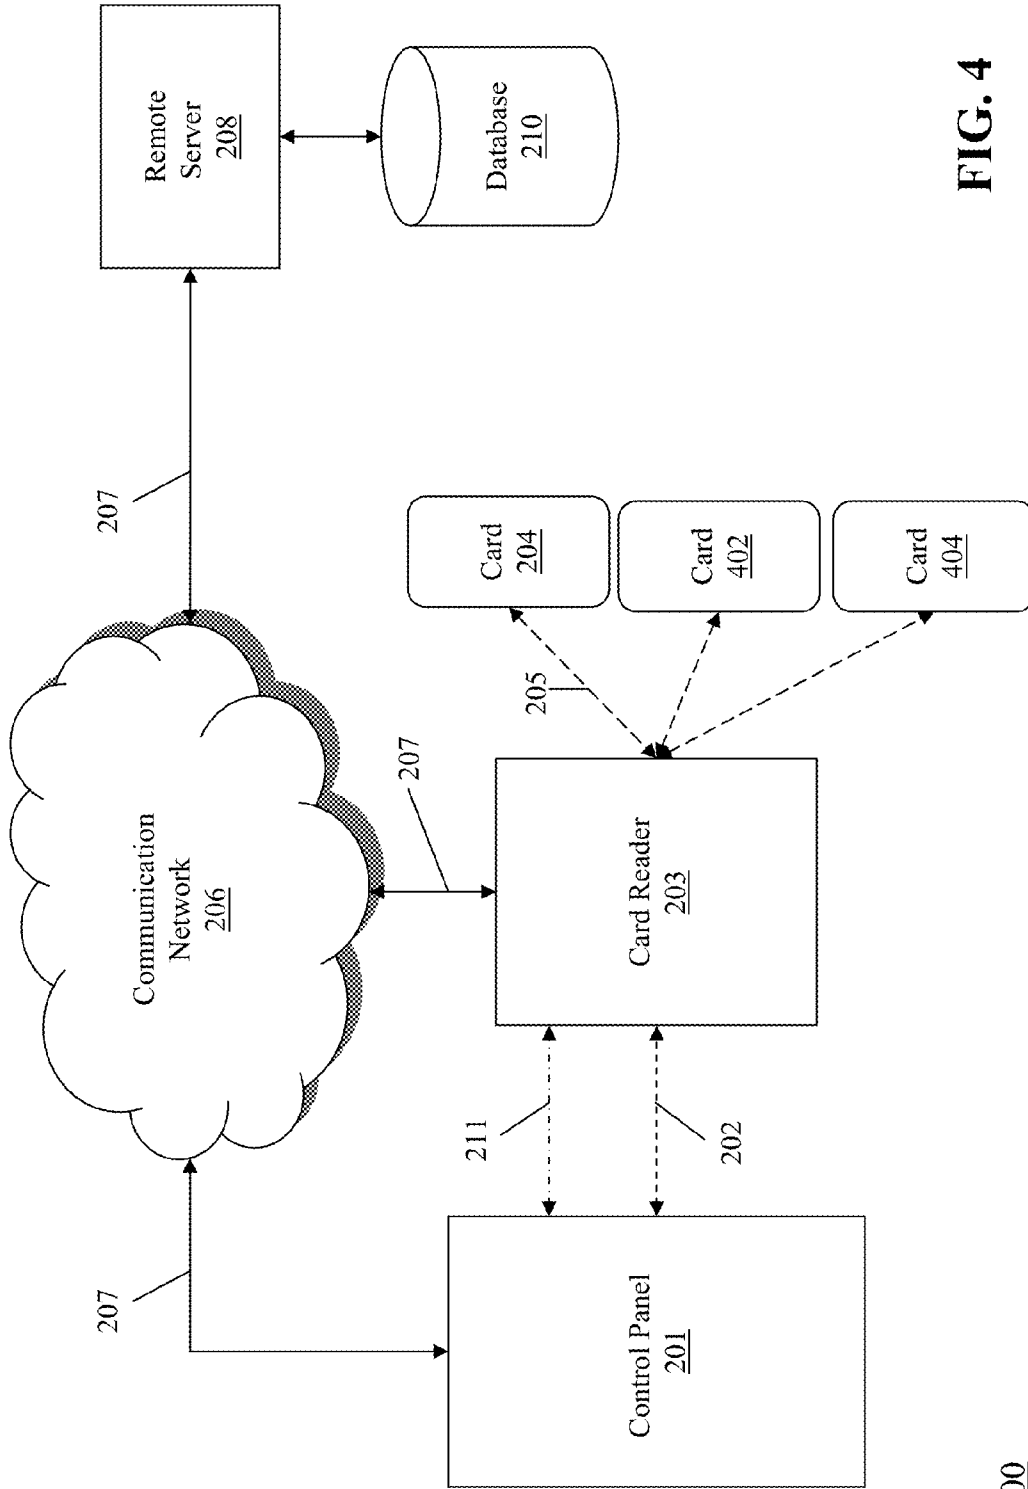 207
Communication
Network
206
207
Remote
Server
208
207
Database
210
Control Panel
201
211
202
Card Reader
203
205
Card
204
Card
402
Card
404
FIG. 4